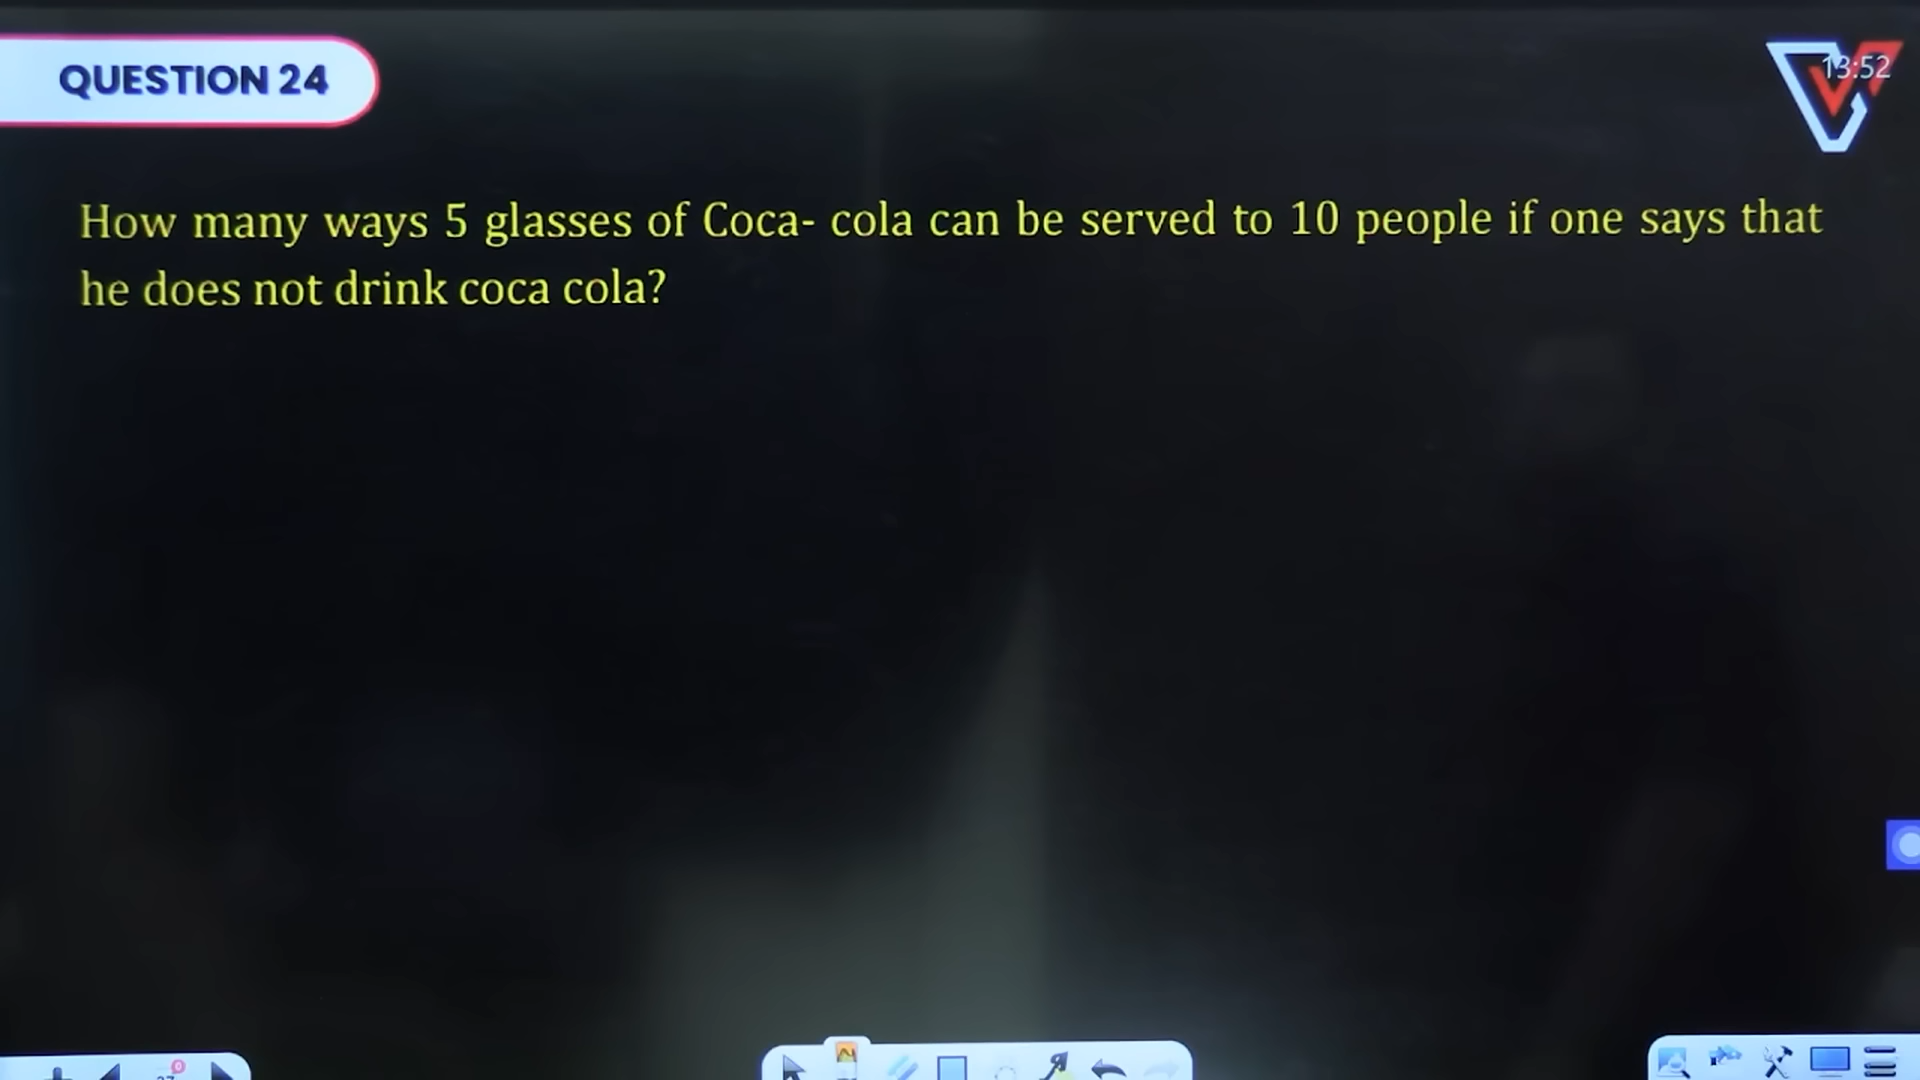 QUESTION 24
13:52
How many ways 5 glasses of Coca- cola can be served to 10 people if one says that
he does not drink coca cola?
0